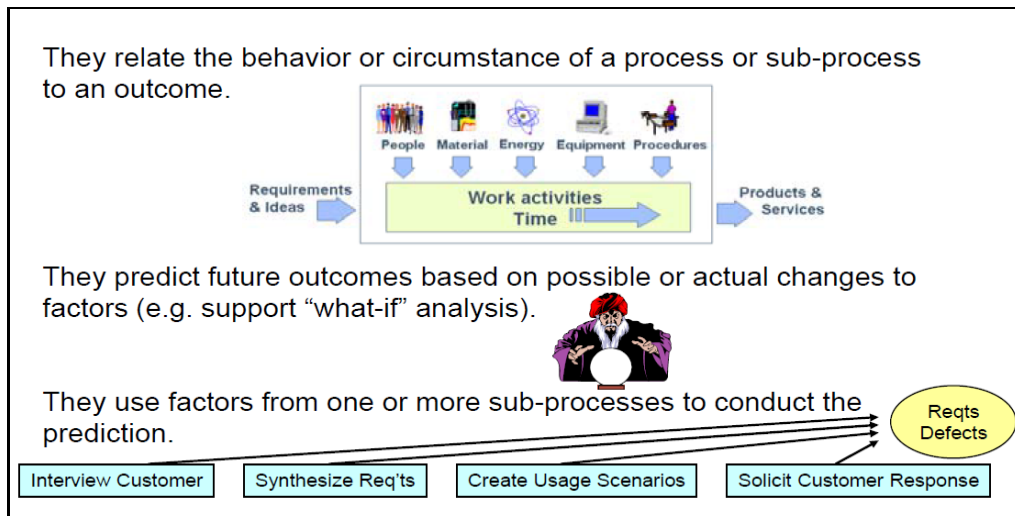 They relate the behavior or circumstance of a process or sub-process
to an outcome.
People Material Energy Equipment Procedures
Requirements
& Ideas
Work activities
Time
Products &
Services
They predict future outcomes based on possible or actual changes to
factors (e.g. support “what-if” analysis).
They use factors from one or more sub-processes to conduct the
prediction.
Reqts
Defects
Interview Customer
Synthesize Req'ts
Create Usage Scenarios
Solicit Customer Response